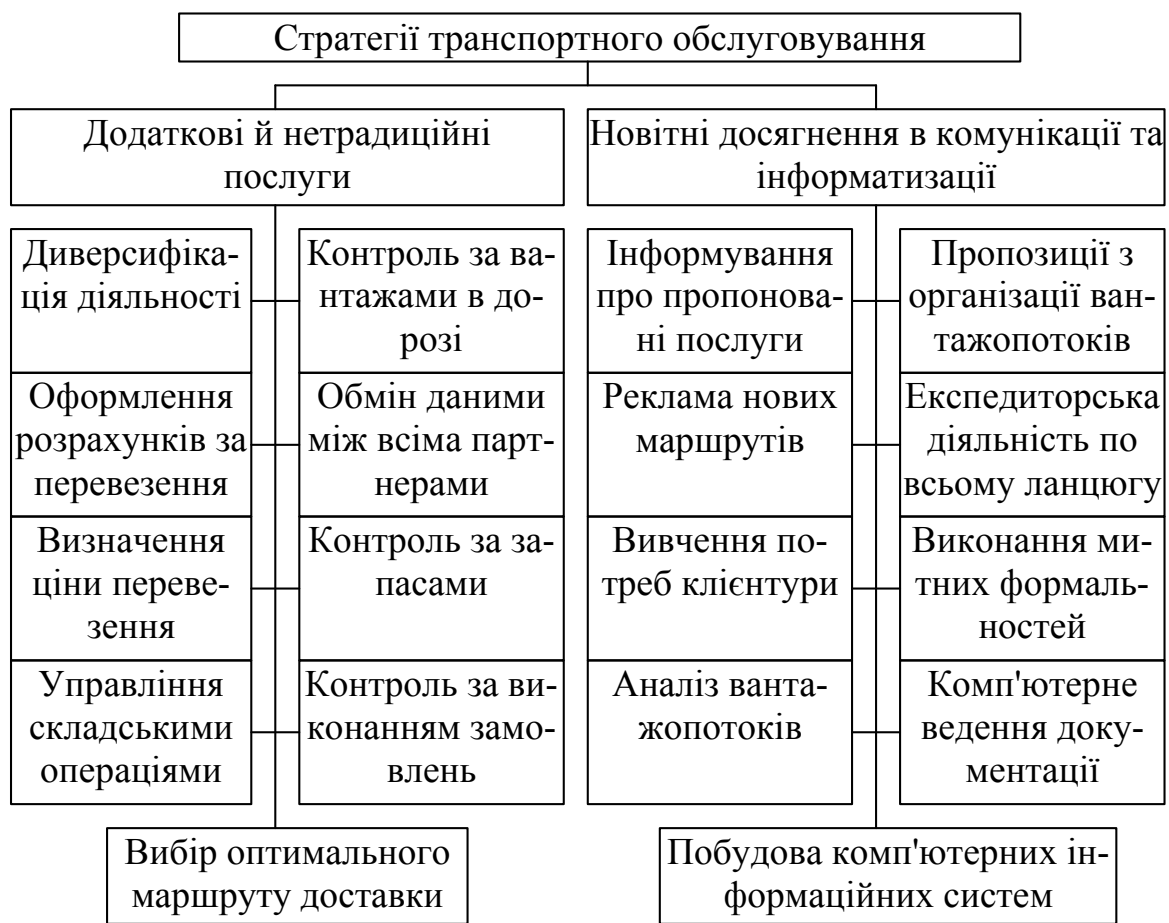 Стратегії транспортного обслуговування
Додаткові й нетрадиційні
послуги
Новітні досягнення в комунікації та
інформатизації
Диверсифіка-
ція діяльності
Контроль за ва-
нтажами в до-
розі
Інформування
про пропонова-
ні послуги
Пропозиції з
організації ван-
тажопотоків
Оформлення
розрахунків за
перевезення
Обмін даними
між всіма парт-
нерами
Реклама нових
маршрутів
Експедиторська
діяльність по
всьому ланцюгу
Визначення
ціни переве-
зення
Контроль за за-
пасами
Вивчення по-
треб клієнтури
Виконання ми-
тних формаль-
ностей
Управління
складськими
операціями
Контроль за ви-
конанням замо-
влень
Аналіз ванта-
жопотоків
Комп'ютерне
ведення доку-
ментації
Вибір оптимального
маршруту доставки
Побудова комп'ютерних ін-
формаційних систем